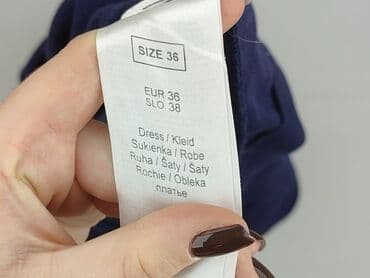 SIZE 36
EUR 36
SLO 38
Dress / Kleid
Sukienka / Robe
Ruha / Šaty / Šaty
Rochie / Obleka
платье